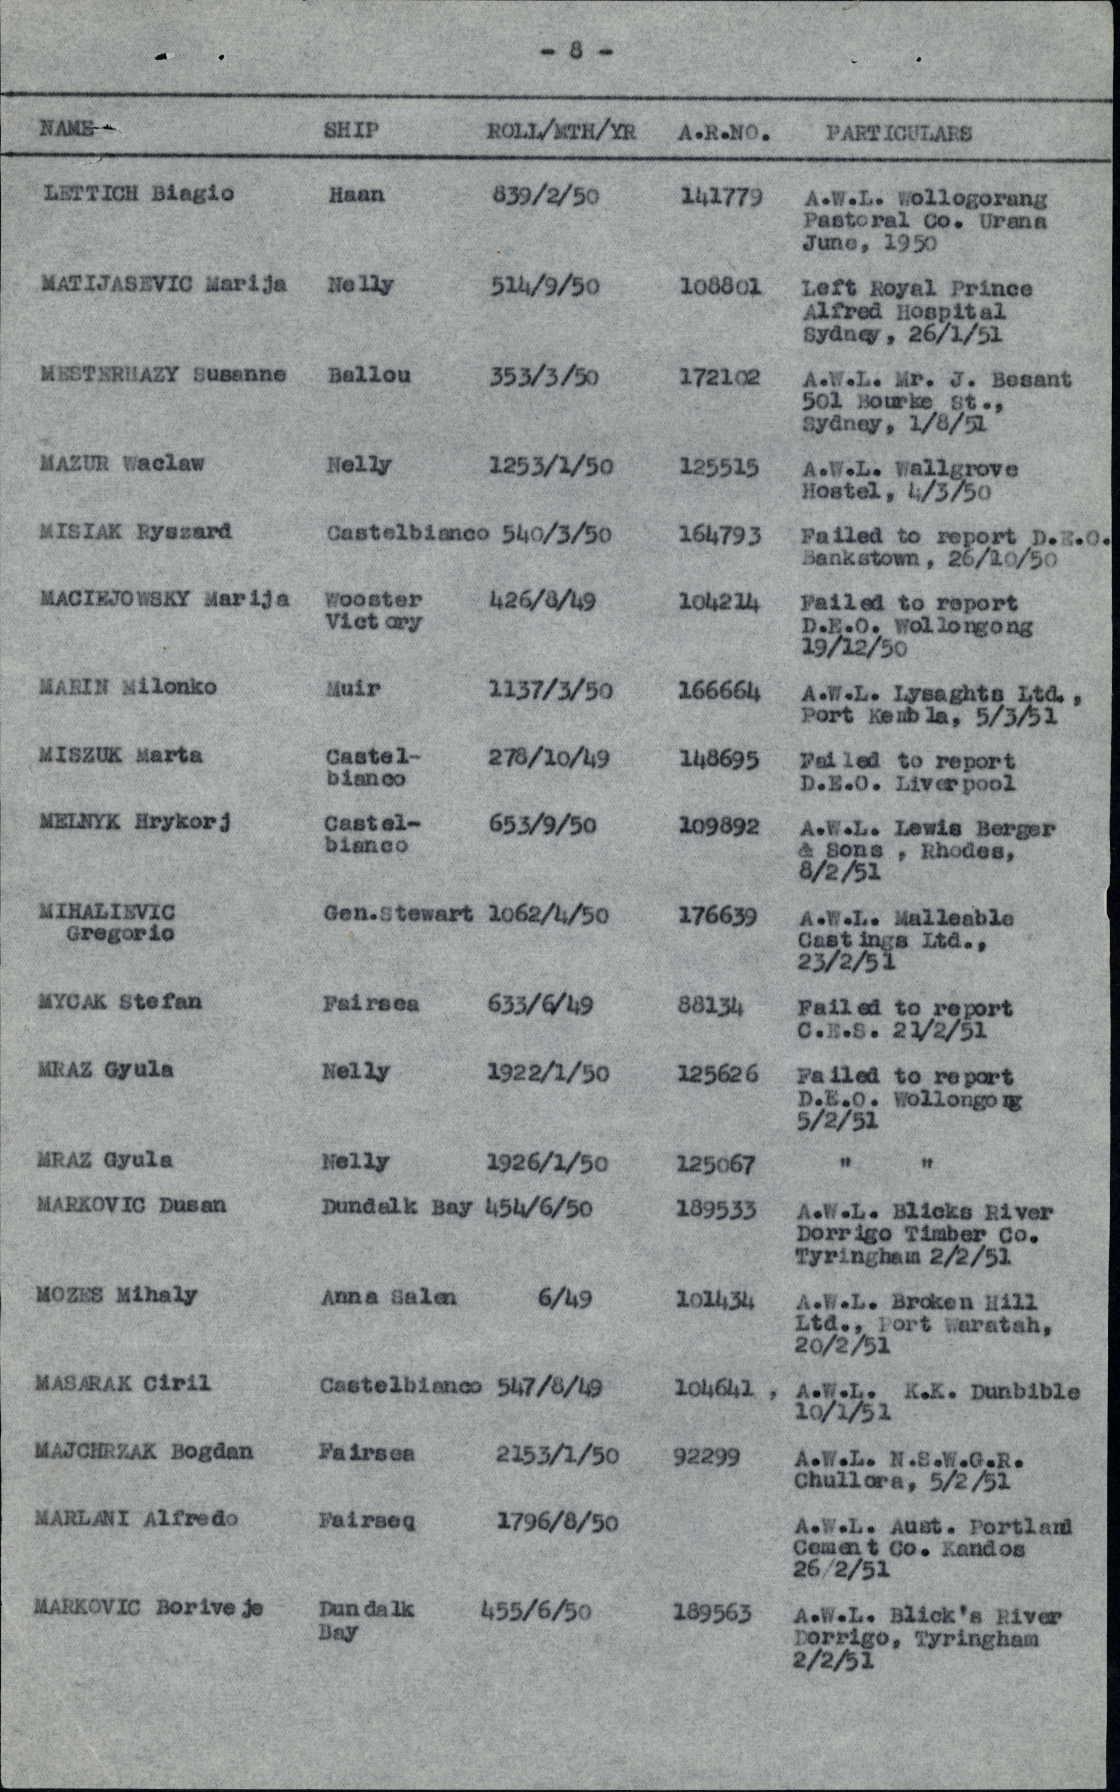 - 8 -
NAME SHIP ROLL/MTH/YR A.R.NO. PARTICULARS
LETTICH Biagio Haan 839/2/50 141779 A.W.L. Wollogorang
Pastoral Co. Urana
June, 1950
MATIJASEVIC Marija Nelly 514/9/50 108801 Left Royal Prince
Alfred Hospital
Sydney, 26/1/51
MESTERHAZY Susanne Ballou 353/3/50 172102 A.W.L. Mr. J. Besant
501 Bourke St.,
Sydney, 1/8/51
MAZUR Waclaw Nelly 1253/1/50 125515 A.W.L. Wallgrove
Hostel, 4/3/50
MISIAK Ryszard Castelbianco 540/3/50 164793 Failed to report D.E.O.
Bankstown, 26/10/50
MACIEJOWSKY Marija Wooster 426/8/49 104214 Failed to report
Victory D.E.O. Wollongong
19/12/50
MARIN Milonko Muir 1137/3/50 166664 A.W.L. Lysaghts Ltd.,
Port Kembla, 5/3/51
MISZUK Marta Castel- 278/10/49 148695 Failed to report
bianco D.E.O. Liverpool
MELNYK Hrykorj Castel- 653/9/50 109892 A.W.L. Lewis Berger
bianco & Sons , Rhodes,
8/2/51
MIHALIEVIC Gen.Stewart 1062/4/50 176639 A.W.L. Malleable
Gregorio Castings Ltd.,
23/2/51
MYCAK Stefan Fairsea 633/6/49 88134 Failed to report
C.E.S. 21/2/51
MRAZ Gyula Nelly 1922/1/50 125626 Failed to report
D.E.O. Wollongong
5/2/51
MRAZ Gyula Nelly 1926/1/50 125067 " "
MARKOVIC Dusan Dundalk Bay 454/6/50 189533 A.W.L. Blicks River
Dorrigo Timber Co.
Tyringham 2/2/51
MOZES Mihaly Anna Salen 6/49 101434 A.W.L. Broken Hill
Ltd., Port Waratah,
20/2/51
MASARAK Ciril Castelbianco 547/8/49 104641 , A.W.L. K.K. Dunbible
10/1/51
MAJCHRZAK Bogdan Fairsea 2153/1/50 92299 A.W.L. N.S.W.G.R.
Chullora, 5/2/51
MARLANI Alfredo Fairseq 1796/8/50 A.W.L. Aust. Portland
Cement Co. Kandos
26/2/51
MARKOVIC Boriveje Dundalk 455/6/50 189563 A.W.L. Blick's River
Bay Dorrigo, Tyringham
2/2/51